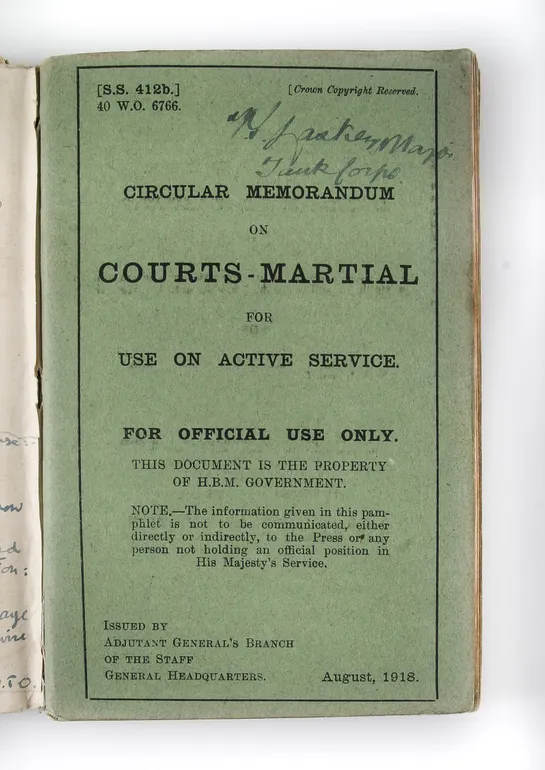 [S.S. 412b.]
40 W.O. 6766.
[Crown Copyright Reserved.
Laskey Major
Tank Corps
CIRCULAR MEMORANDUM
ON
COURTS-MARTIAL
FOR
USE ON ACTIVE SERVICE.
FOR OFFICIAL USE ONLY.
THIS DOCUMENT IS THE PROPERTY
OF H.B.M. GOVERNMENT.
NOTE.—The information given in this pam-
phlet is not to be communicated, either
directly or indirectly, to the Press or any
person not holding an official position in
His Majesty's Service.
ISSUED BY
ADJUTANT GENERAL'S BRANCH
OF THE STAFF
GENERAL HEADQUARTERS.
August, 1918.